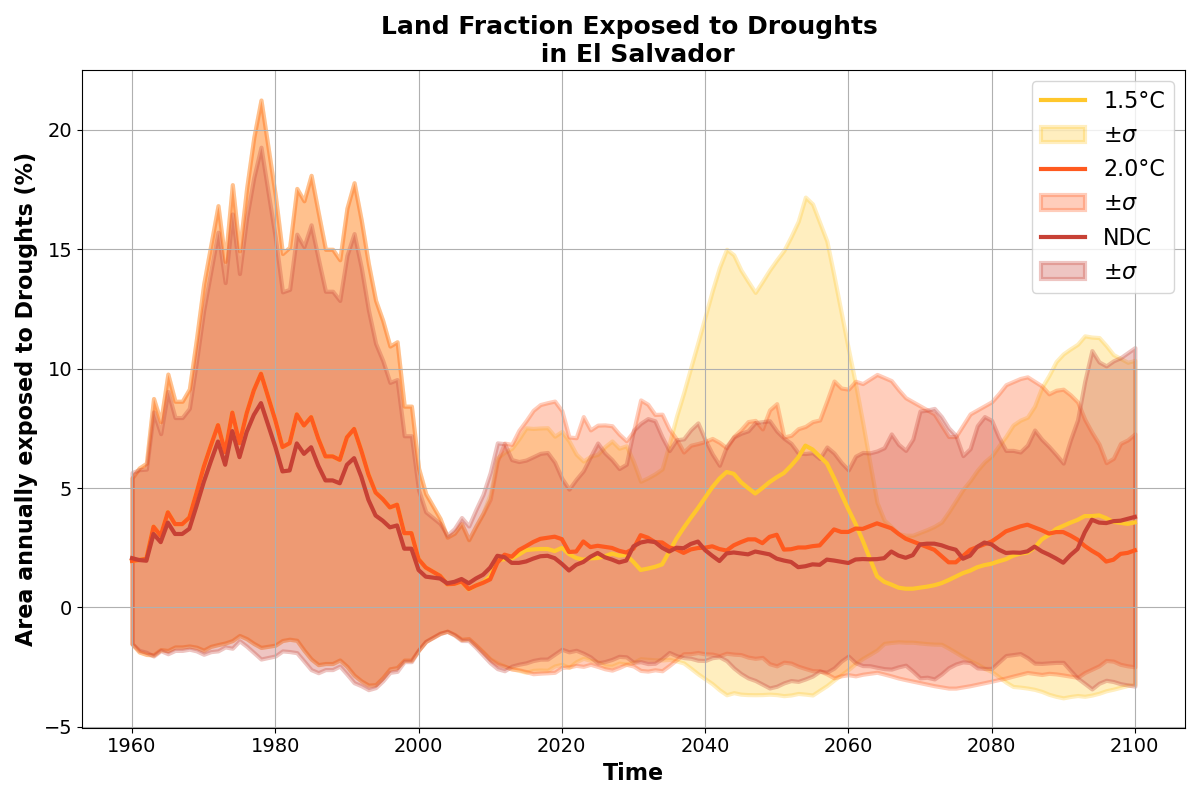 Land Fraction Exposed to Droughts
in El Salvador
Area annually exposed to Droughts (%)
20
15
10
5
0
−5
1960
1980
2000
2020
2040
2060
2080
2100
Time
1.5°C
±σ
2.0°C
±σ
NDC
±σ